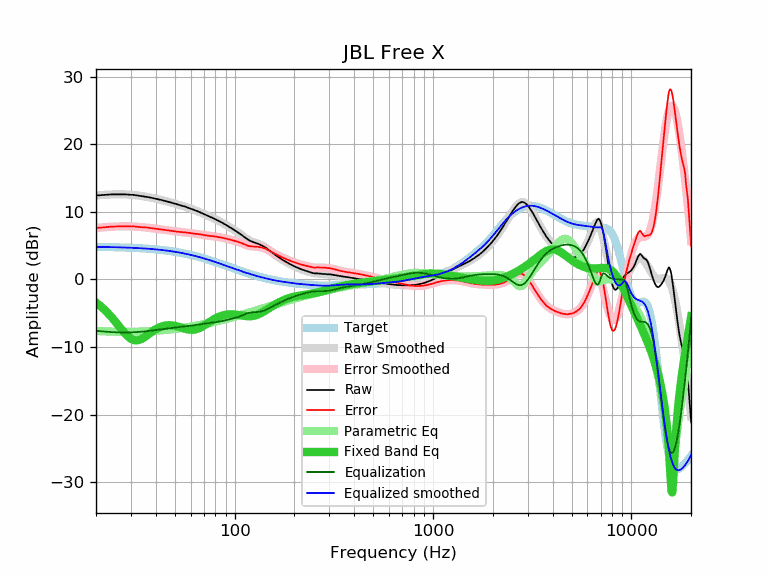 JBL Free X
30
20
10
0
−10
−20
−30
Amplitude (dBr)
Target
Raw Smoothed
Error Smoothed
Raw
Error
Parametric Eq
Fixed Band Eq
Equalization
Equalized smoothed
100
1000
10000
Frequency (Hz)